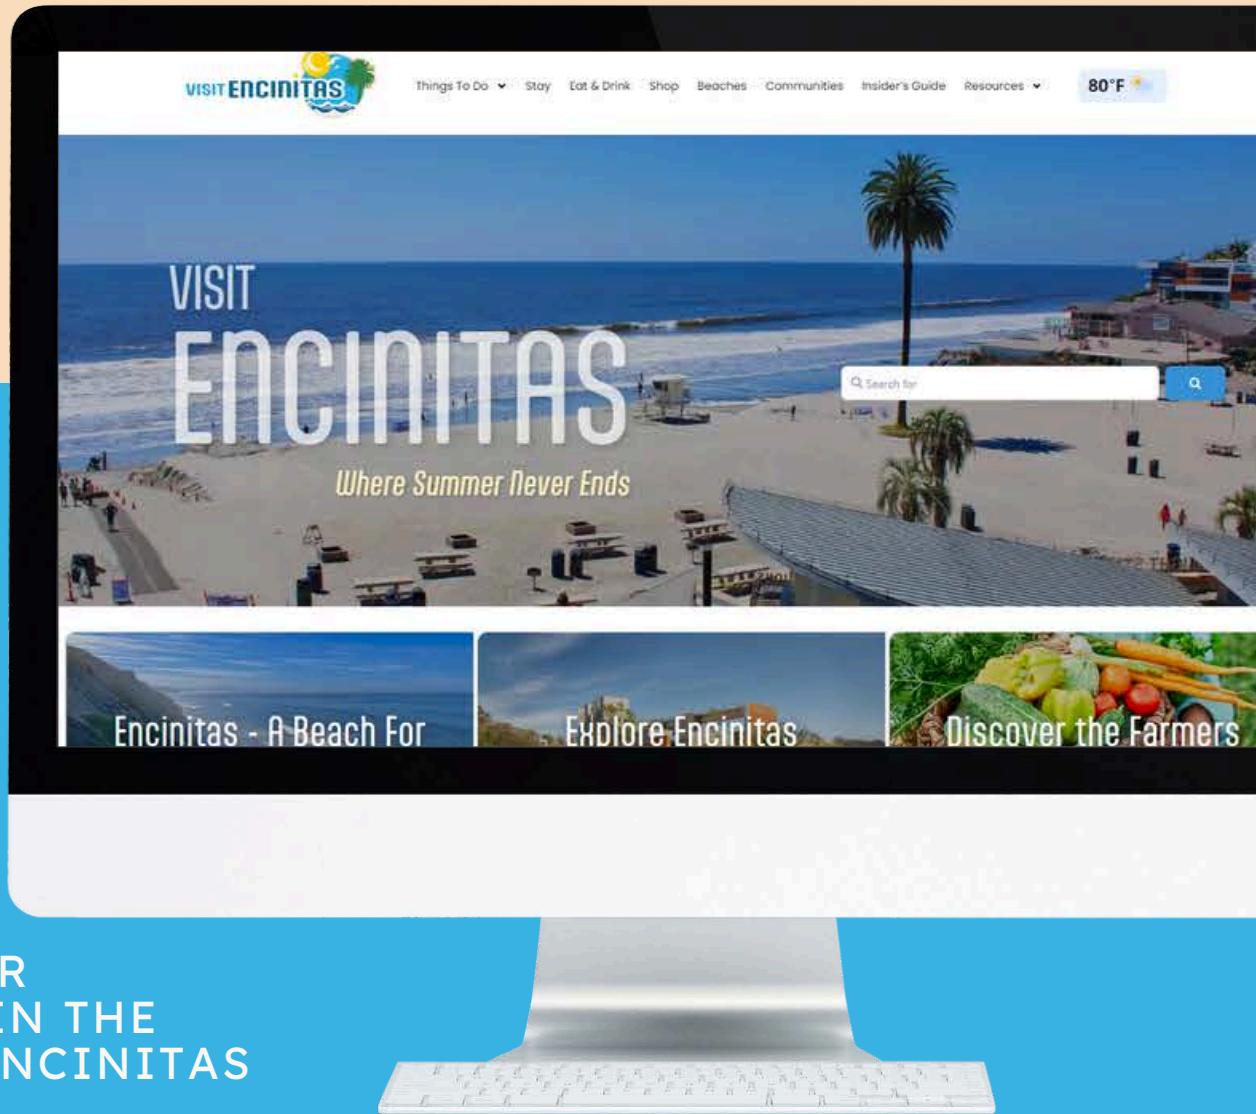 VISIT ENCINITAS
Things To Do
Stay
Eat & Drink
Shop
Beaches
Communities
Insider's Guide
Resources
80°F
VISIT
ENCINITAS
Where Summer Never Ends
Search for
Encinitas - A Beach For
Explore Encinitas
Discover the Farmers
R
EN THE
NCINITAS